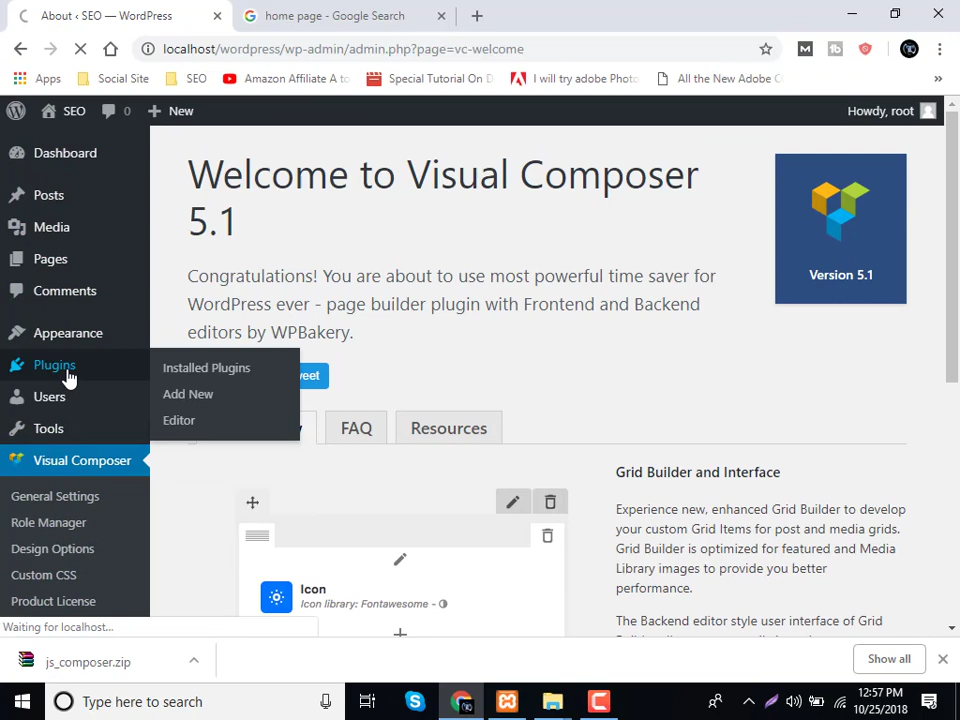 About ‹ SEO — WordPress
home page - Google Search
localhost/wordpress/wp-admin/admin.php?page=vc-welcome
Apps
Social Site
SEO
Amazon Affiliate A to
Special Tutorial On D
I will try adobe Photo
All the New Adobe C
»
SEO
0
New
Howdy, root
Dashboard
Posts
Media
Pages
Comments
Appearance
Plugins
Users
Tools
Visual Composer
General Settings
Role Manager
Design Options
Custom CSS
Product License
Installed Plugins
Add New
Editor
Welcome to Visual Composer
5.1
Congratulations! You are about to use most powerful time saver for
WordPress ever - page builder plugin with Frontend and Backend
editors by WPBakery.
Version 5.1
FAQ
Resources
Icon
Icon library: Fontawesome -
Grid Builder and Interface
Experience new, enhanced Grid Builder to develop
your custom Grid Items for post and media grids.
Grid Builder is optimized for featured and Media
Library images to provide you better
performance.
The Backend editor style user interface of Grid
Waiting for localhost...
js_composer.zip
Show all
Type here to search
12:57 PM
10/25/2018